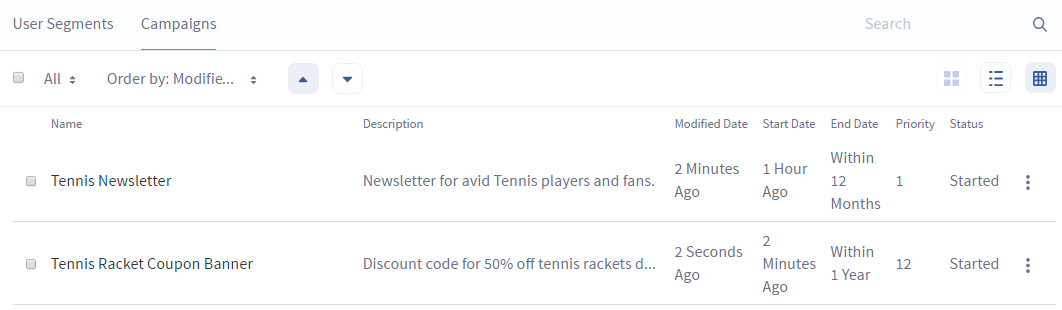 User Segments Campaigns Search
All Order by: Modifie...
Name Description Modified Date Start Date End Date Priority Status
Tennis Newsletter Newsletter for avid Tennis players and fans. 2 Minutes Ago 1 Hour Ago Within 12 Months 1 Started
Tennis Racket Coupon Banner Discount code for 50% off tennis rackets d... 2 Seconds Ago 2 Minutes Ago Within 1 Year 12 Started